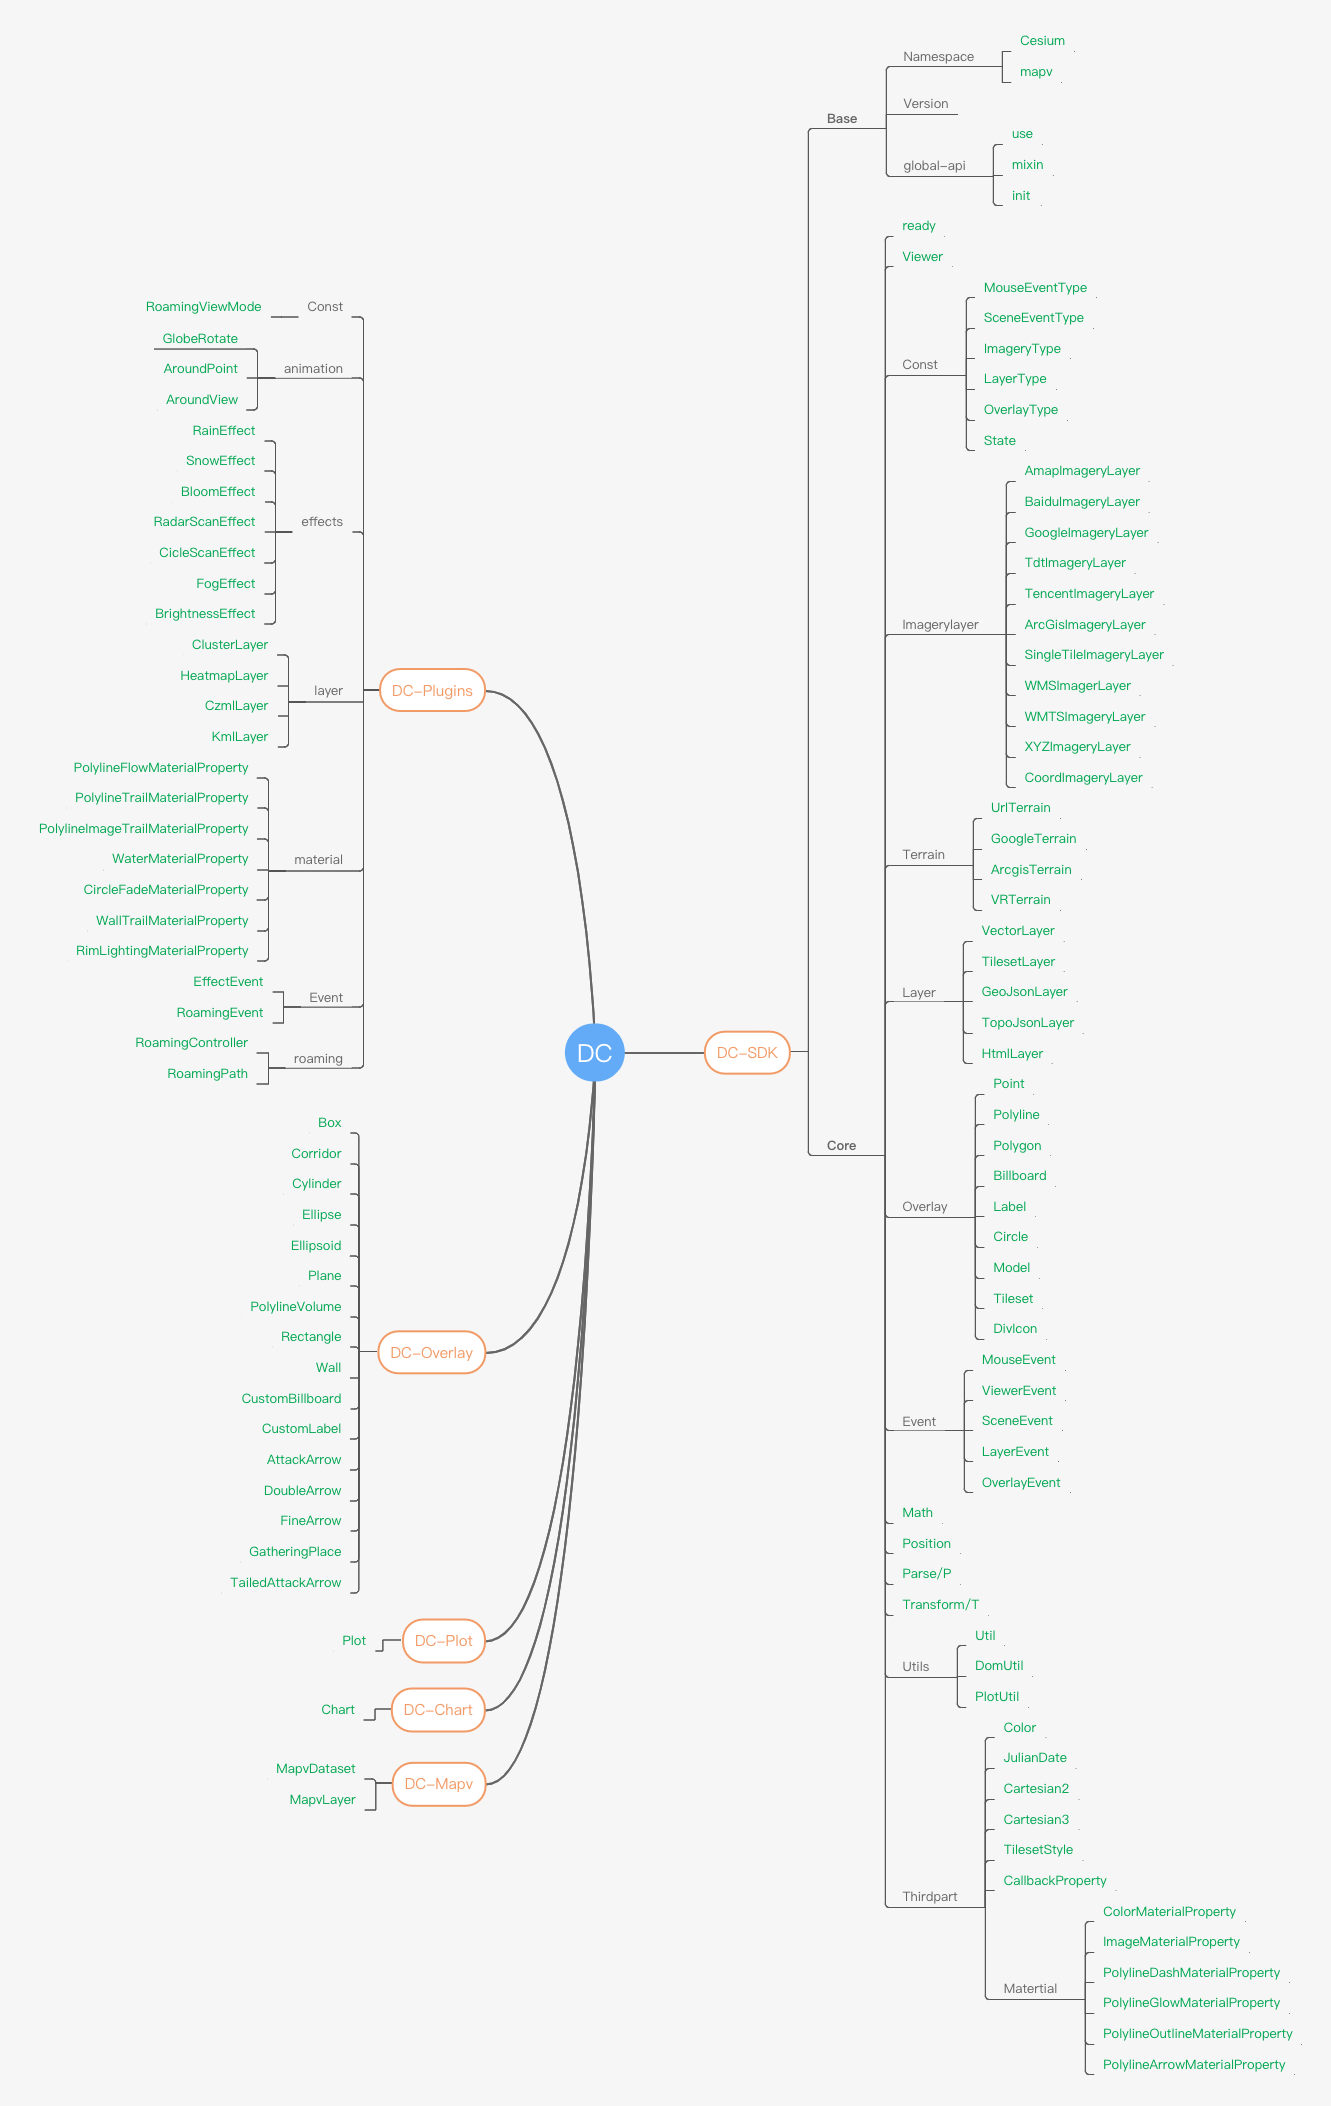 DC
DC-Plugins
Const
RoamingViewMode
animation
GlobeRotate
AroundPoint
AroundView
effects
RainEffect
SnowEffect
BloomEffect
RadarScanEffect
CicleScanEffect
FogEffect
BrightnessEffect
layer
ClusterLayer
HeatmapLayer
CzmlLayer
KmlLayer
material
PolylineFlowMaterialProperty
PolylineTrailMaterialProperty
PolylineImageTrailMaterialProperty
WaterMaterialProperty
CircleFadeMaterialProperty
WallTrailMaterialProperty
RimLightingMaterialProperty
Event
EffectEvent
RoamingEvent
roaming
RoamingController
RoamingPath
DC-Overlay
Box
Corridor
Cylinder
Ellipse
Ellipsoid
Plane
PolylineVolume
Rectangle
Wall
CustomBillboard
CustomLabel
AttackArrow
DoubleArrow
FineArrow
GatheringPlace
TailedAttackArrow
DC-Plot
Plot
DC-Chart
Chart
DC-Mapv
MapvDataset
MapvLayer
DC-SDK
Base
Namespace
Cesium
mapv
Version
global-api
use
mixin
init
Core
ready
Viewer
Const
MouseEventType
SceneEventType
ImageryType
LayerType
OverlayType
State
Imagerylayer
AmapImageryLayer
BaiduImageryLayer
GoogleImageryLayer
TdtImageryLayer
TencentImageryLayer
ArcGisImageryLayer
SingleTileImageryLayer
WMSImagerLayer
WMTSImageryLayer
XYZImageryLayer
CoordImageryLayer
Terrain
UrlTerrain
GoogleTerrain
ArcgisTerrain
VRTerrain
Layer
VectorLayer
TilesetLayer
GeoJsonLayer
TopoJsonLayer
HtmlLayer
Overlay
Point
Polyline
Polygon
Billboard
Label
Circle
Model
Tileset
DivIcon
Event
MouseEvent
ViewerEvent
SceneEvent
LayerEvent
OverlayEvent
Math
Position
Parse/P
Transform/T
Utils
Util
DomUtil
PlotUtil
Thirdpart
Color
JulianDate
Cartesian2
Cartesian3
TilesetStyle
CallbackProperty
Matertial
ColorMaterialProperty
ImageMaterialProperty
PolylineDashMaterialProperty
PolylineGlowMaterialProperty
PolylineOutlineMaterialProperty
PolylineArrowMaterialProperty